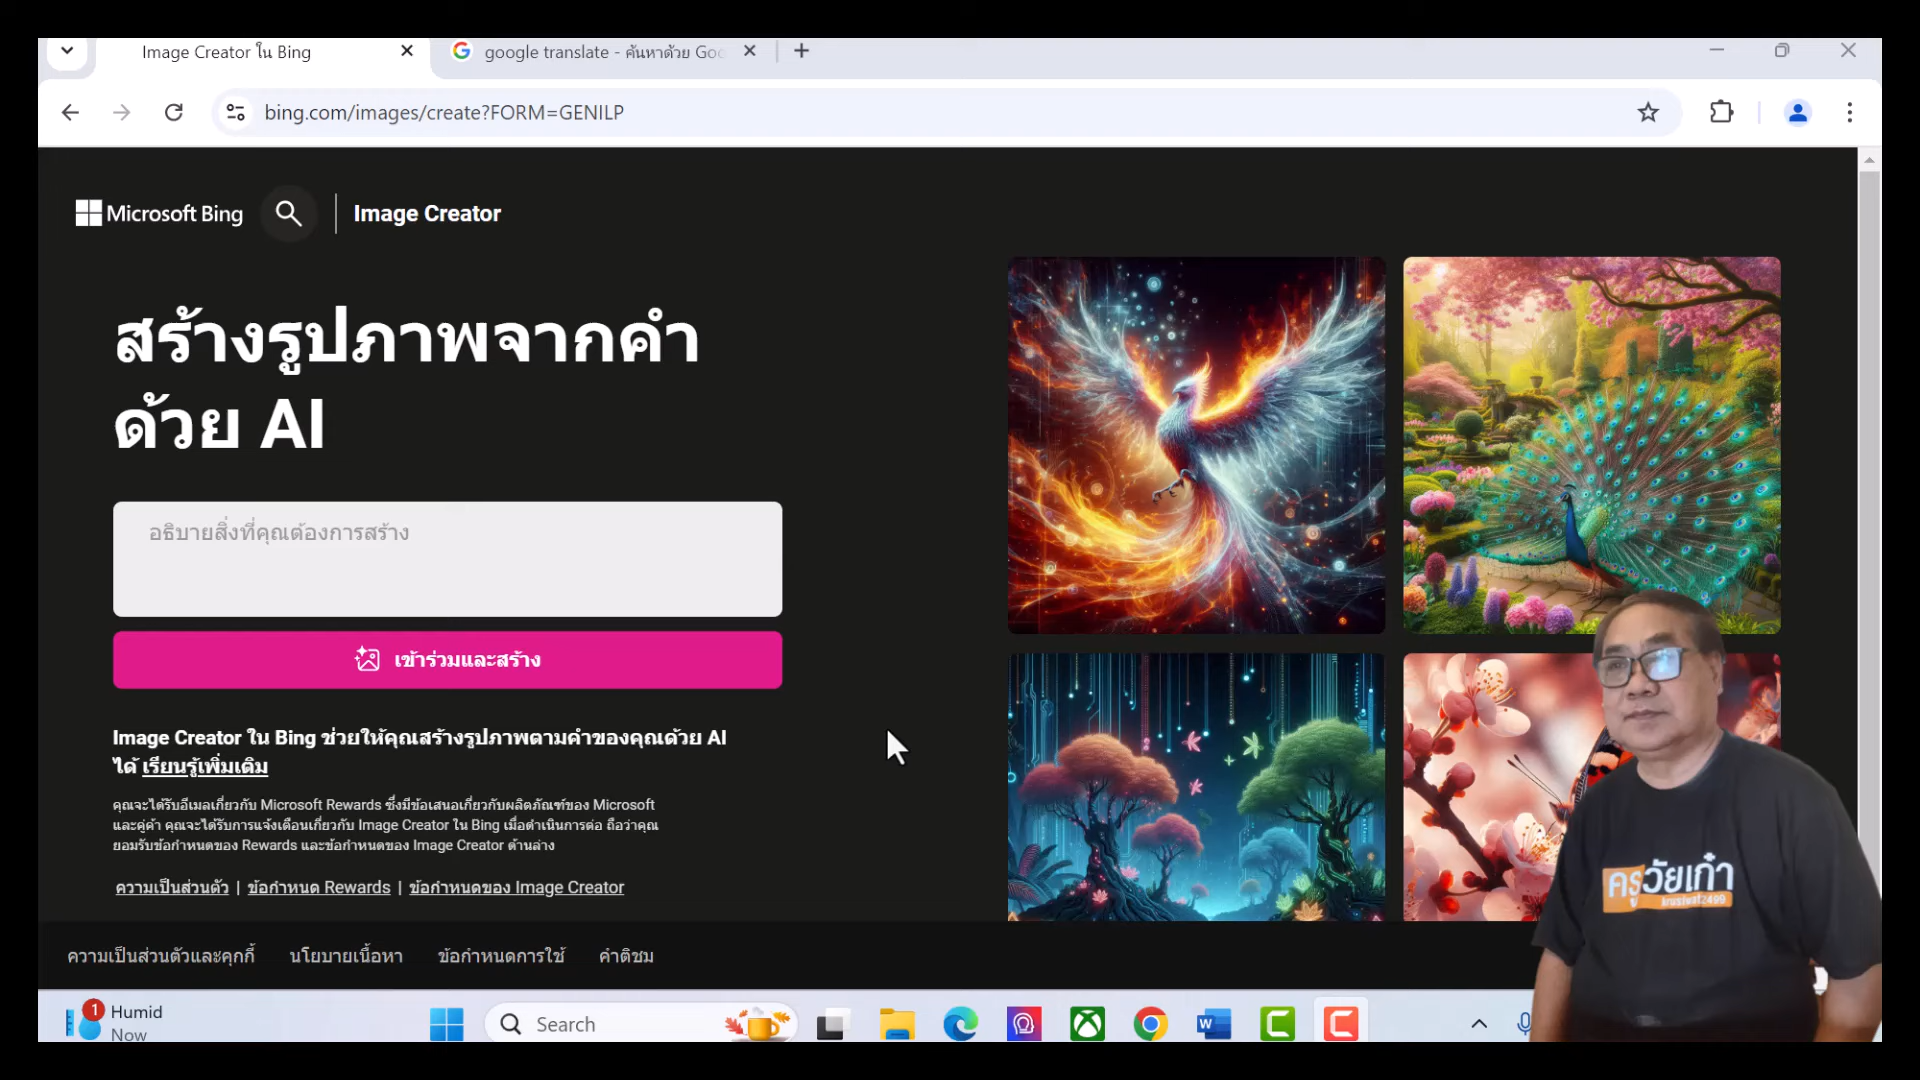 Image Creator ใน Bing
google translate - ค้นหาด้วย Goo
bing.com/images/create?FORM=GENILP
Microsoft Bing
Image Creator
สร้างรูปภาพจากคำ
ด้วย AI
อธิบายสิ่งที่คุณต้องการสร้าง
เข้าร่วมและสร้าง
Image Creator ใน Bing ช่วยให้คุณสร้างรูปภาพตามคำของคุณด้วย AI
ได้ เรียนรู้เพิ่มเติม
คุณจะได้รับอีเมลเกี่ยวกับ Microsoft Rewards ซึ่งมีข้อเสนอเกี่ยวกับผลิตภัณฑ์ของ Microsoft
และคู่ค้า คุณจะได้รับการแจ้งเตือนเกี่ยวกับ Image Creator ใน Bing เมื่อดำเนินการต่อ ถือว่าคุณ
ยอมรับข้อกำหนดของ Rewards และข้อกำหนดของ Image Creator ด้านล่าง
ความเป็นส่วนตัว | ข้อกำหนด Rewards | ข้อกำหนดของ Image Creator
ครูวัยเก๋า
ความเป็นส่วนตัวและคุกกี้ นโยบายเนื้อหา ข้อกำหนดการใช้ คำติชม
1
Humid
Now
Search